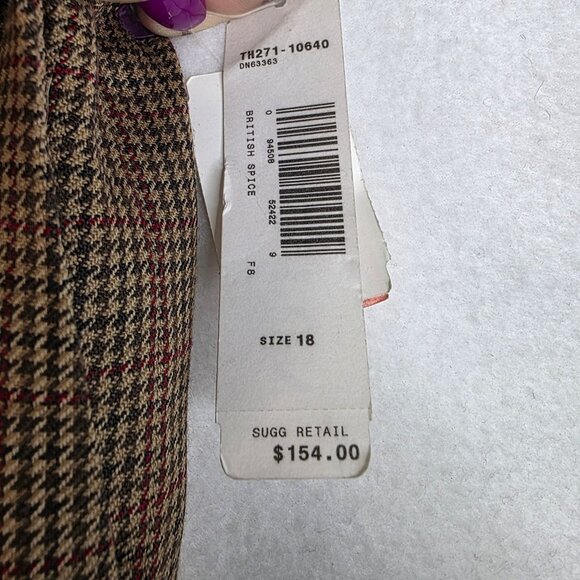 TH271-10640
DN63363
BRITISH SPICE F8
0 94508 52422 9
SIZE 18
SUGG RETAIL
$154.00